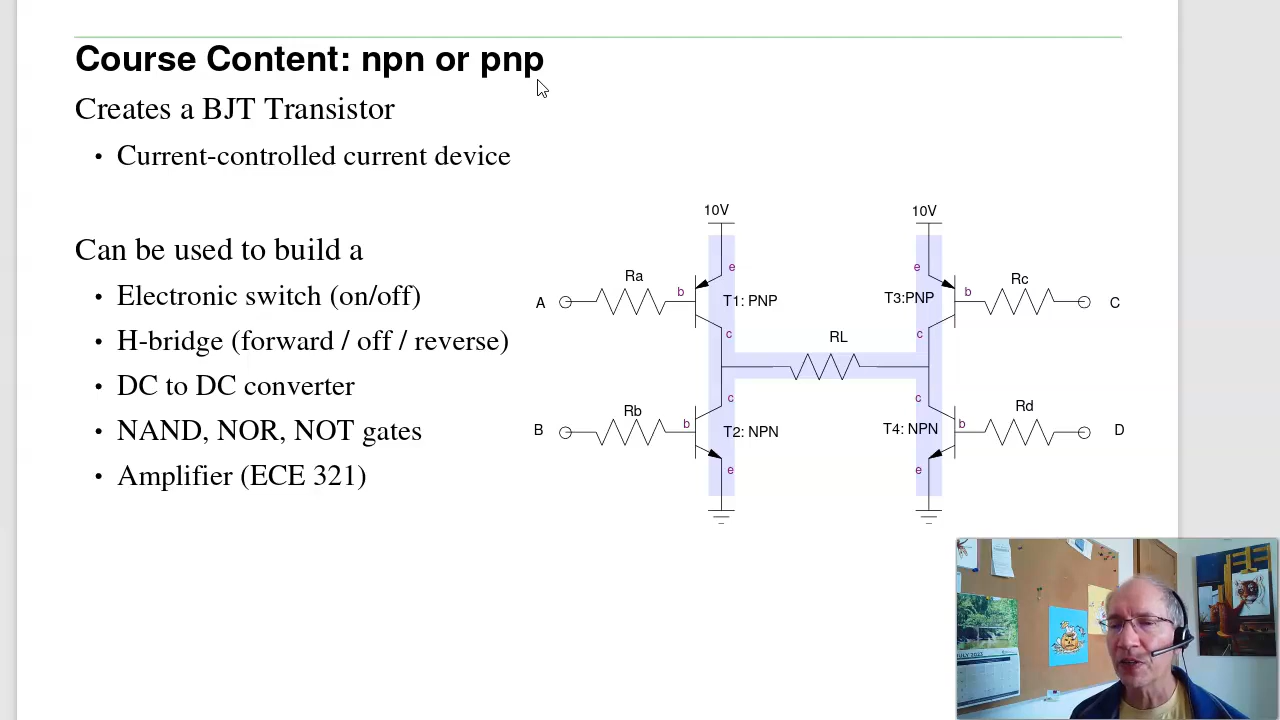 Course Content: npn or pnp
Creates a BJT Transistor
• Current-controlled current device
Can be used to build a
• Electronic switch (on/off)
• H-bridge (forward / off / reverse)
• DC to DC converter
• NAND, NOR, NOT gates
• Amplifier (ECE 321)
10V
10V
e
e
Ra
Rc
b
b
A
T1: PNP
T3:PNP
C
c
c
RL
c
c
Rb
Rd
b
b
B
T2: NPN
T4: NPN
D
e
e
JULY 2023